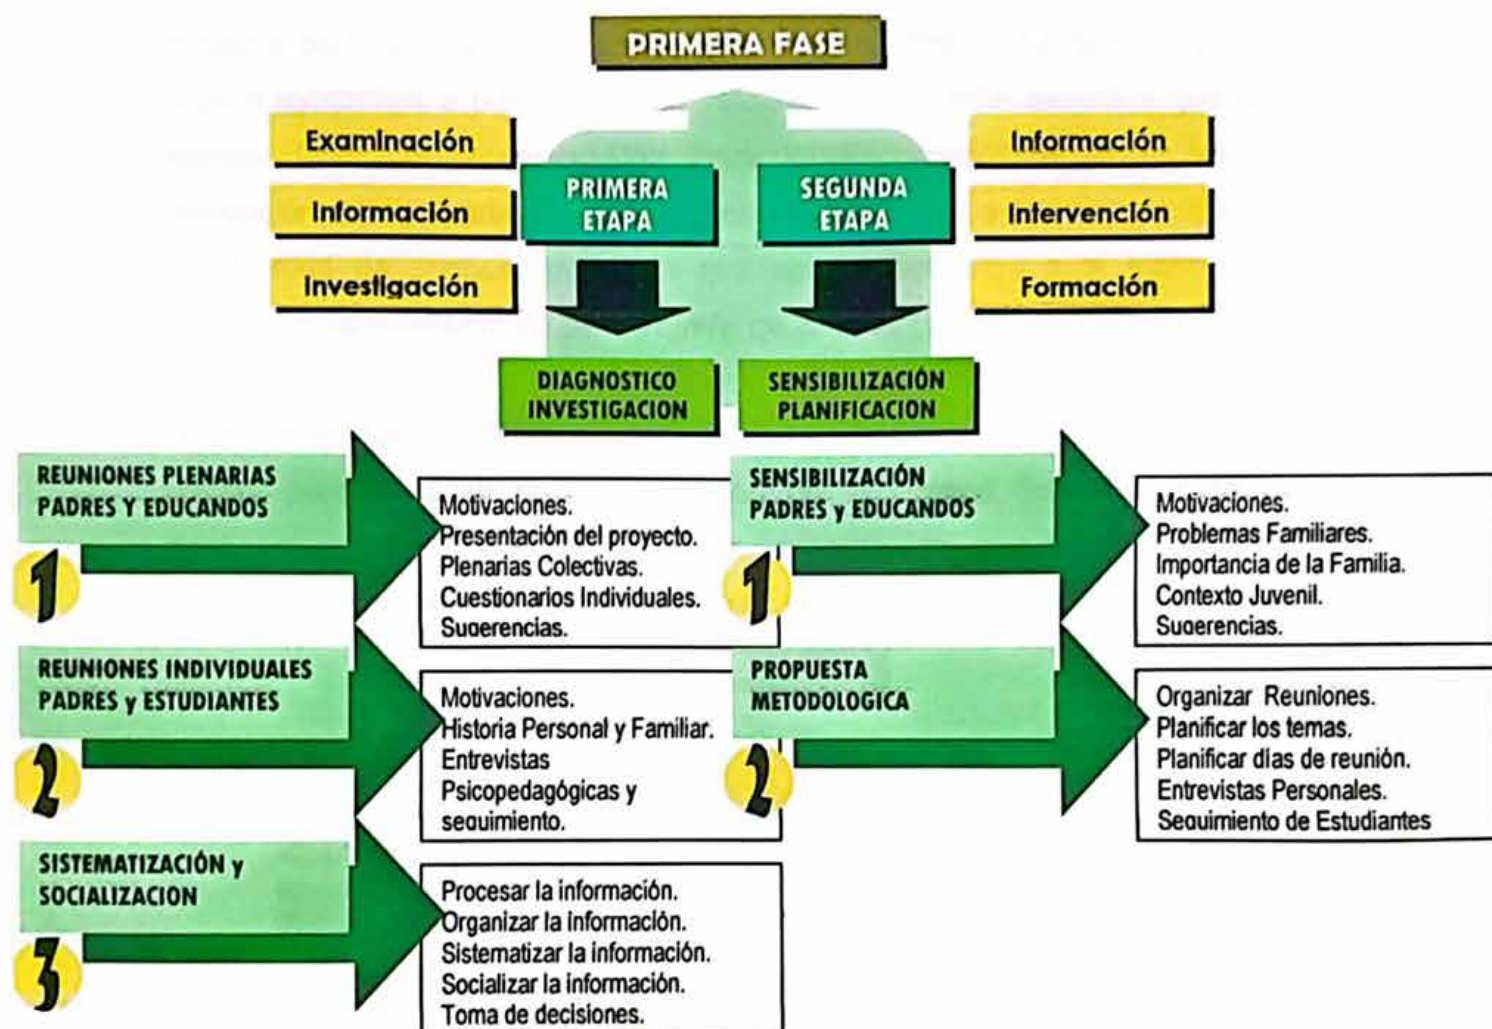 PRIMERA FASE
Examinación
Información
Investigación
PRIMERA
ETAPA
SEGUNDA
ETAPA
Información
Intervención
Formación
DIAGNOSTICO
INVESTIGACION
SENSIBILIZACIÓN
PLANIFICACION
REUNIONES PLENARIAS
PADRES Y EDUCANDOS
1
Motivaciones.
Presentación del proyecto.
Plenarias Colectivas.
Cuestionarios Individuales.
Sugerencias.
REUNIONES INDIVIDUALES
PADRES y ESTUDIANTES
2
Motivaciones.
Historia Personal y Familiar.
Entrevistas
Psicopedagógicas y
seguimiento.
SISTEMATIZACIÓN y
SOCIALIZACION
3
Procesar la información.
Organizar la información.
Sistematizar la información.
Socializar la información.
Toma de decisiones.
SENSIBILIZACIÓN
PADRES y EDUCANDOS
1
Motivaciones.
Problemas Familiares.
Importancia de la Familia.
Contexto Juvenil.
Sugerencias.
PROPUESTA
METODOLOGICA
2
Organizar Reuniones.
Planificar los temas.
Planificar días de reunión.
Entrevistas Personales.
Seguimiento de Estudiantes